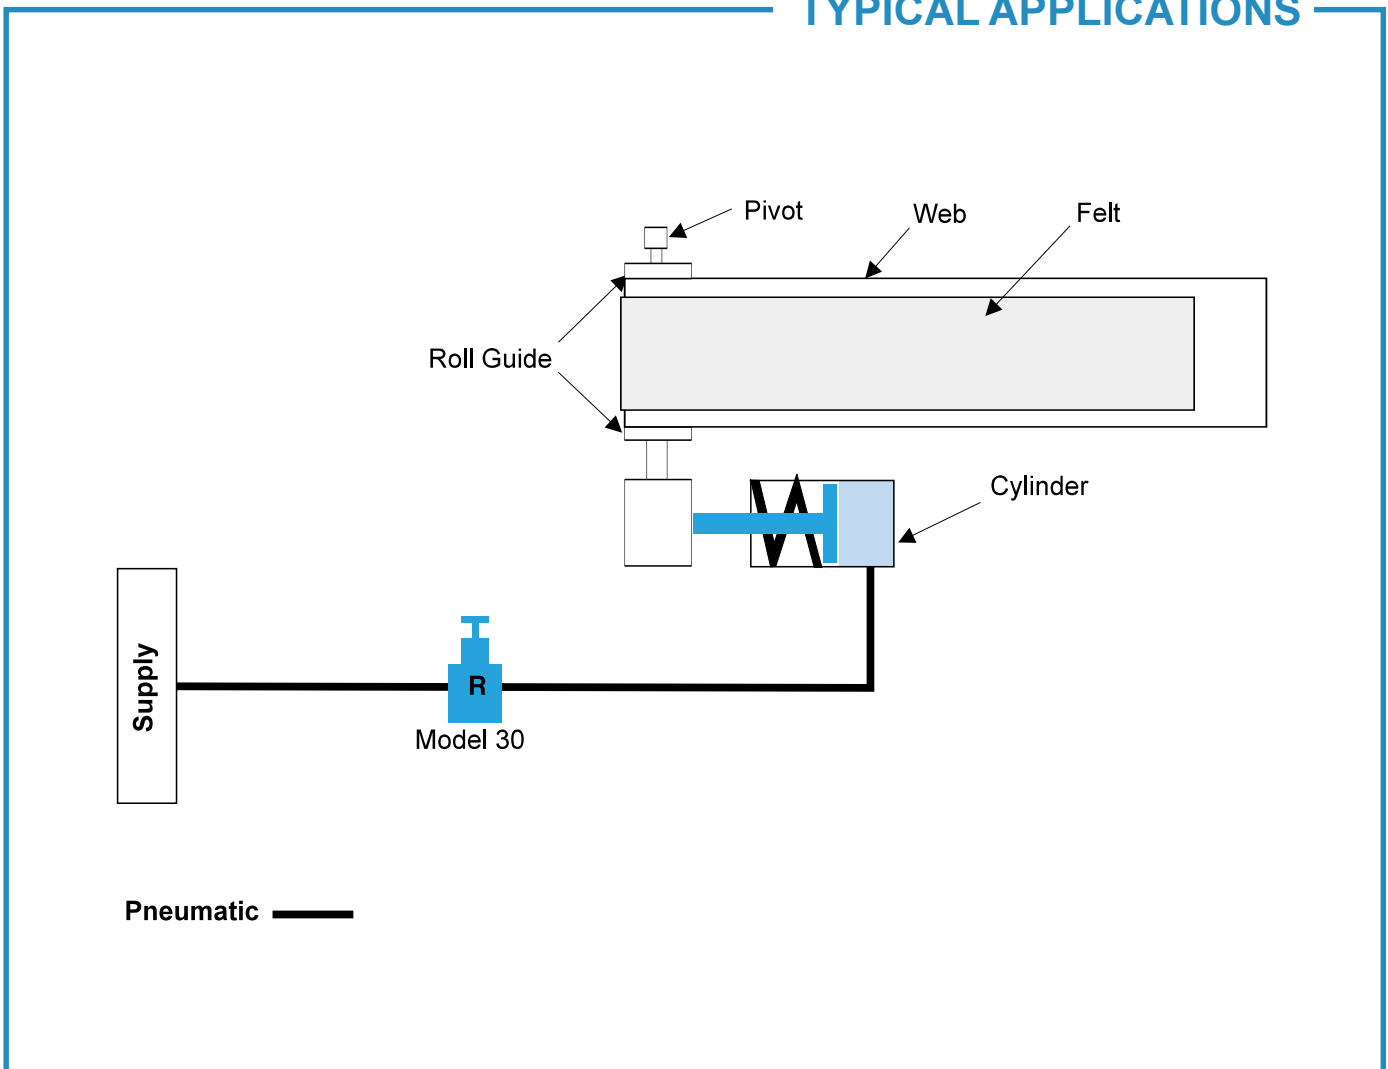 TYPICAL APPLICATIONS
Pivot
Web
Felt
Roll Guide
Cylinder
Supply
R
Model 30
Pneumatic